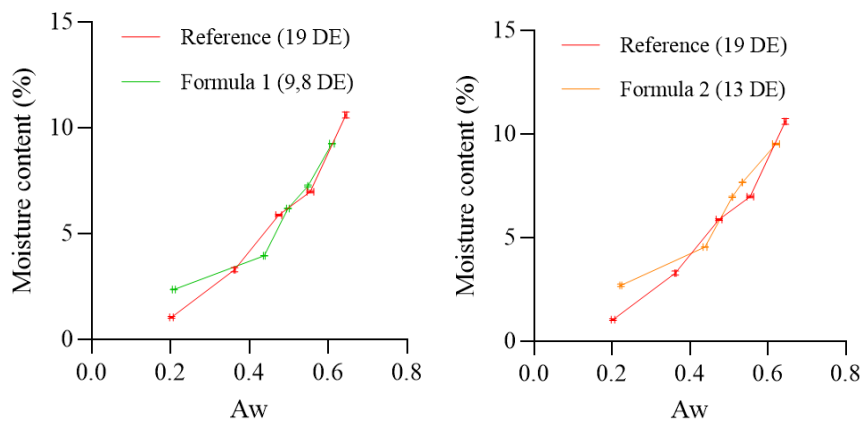 Reference (19 DE)
Formula 1 (9,8 DE)
Moisture content (%)
15
10
5
0
0.0 0.2 0.4 0.6 0.8
Aw
Reference (19 DE)
Formula 2 (13 DE)
Moisture content (%)
15
10
5
0
0.0 0.2 0.4 0.6 0.8
Aw